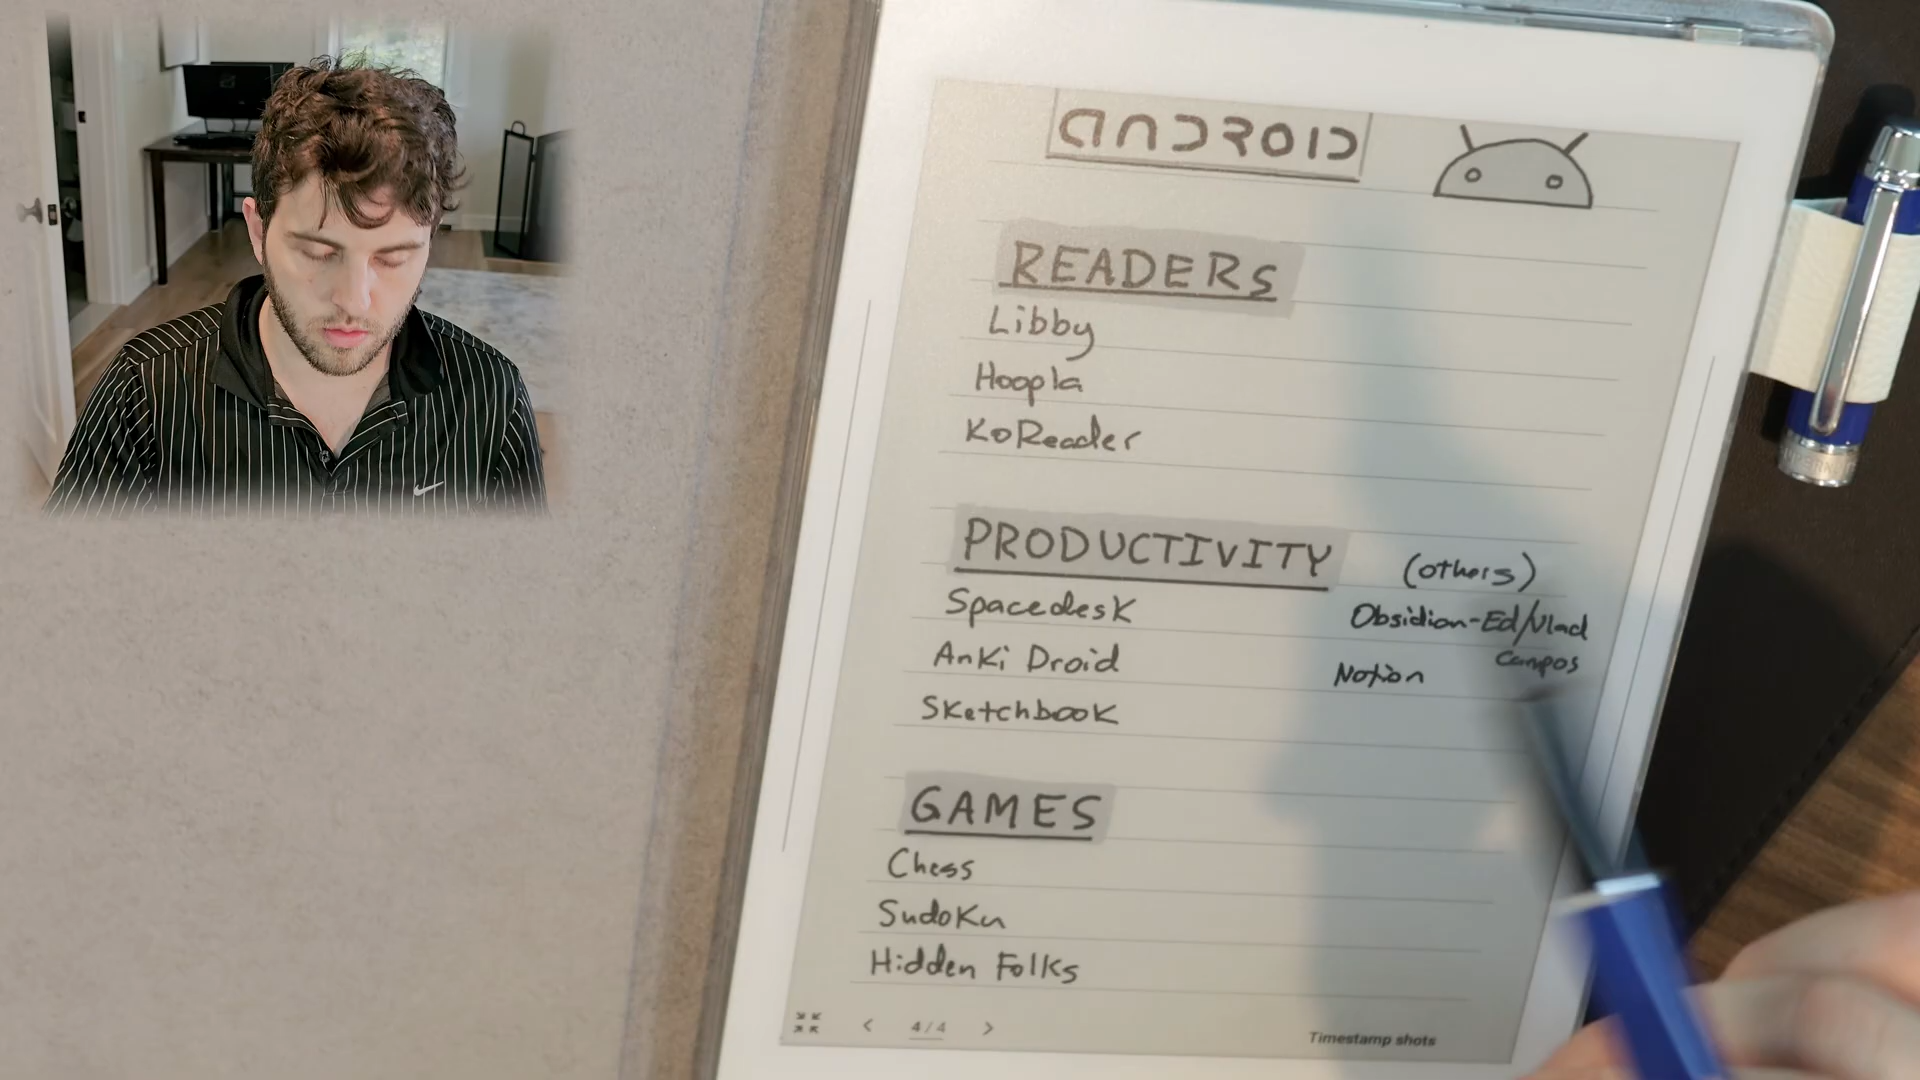 ANDROID
READERS
Libby
Hoopla
KoReader
PRODUCTIVITY (others)
Spacedesk Obsidian-Ed/Vlad
Campos
Anki Droid Notion
Sketchbook
GAMES
Chess
Sudoku
Hidden Folks
4/4
Timestamp shots